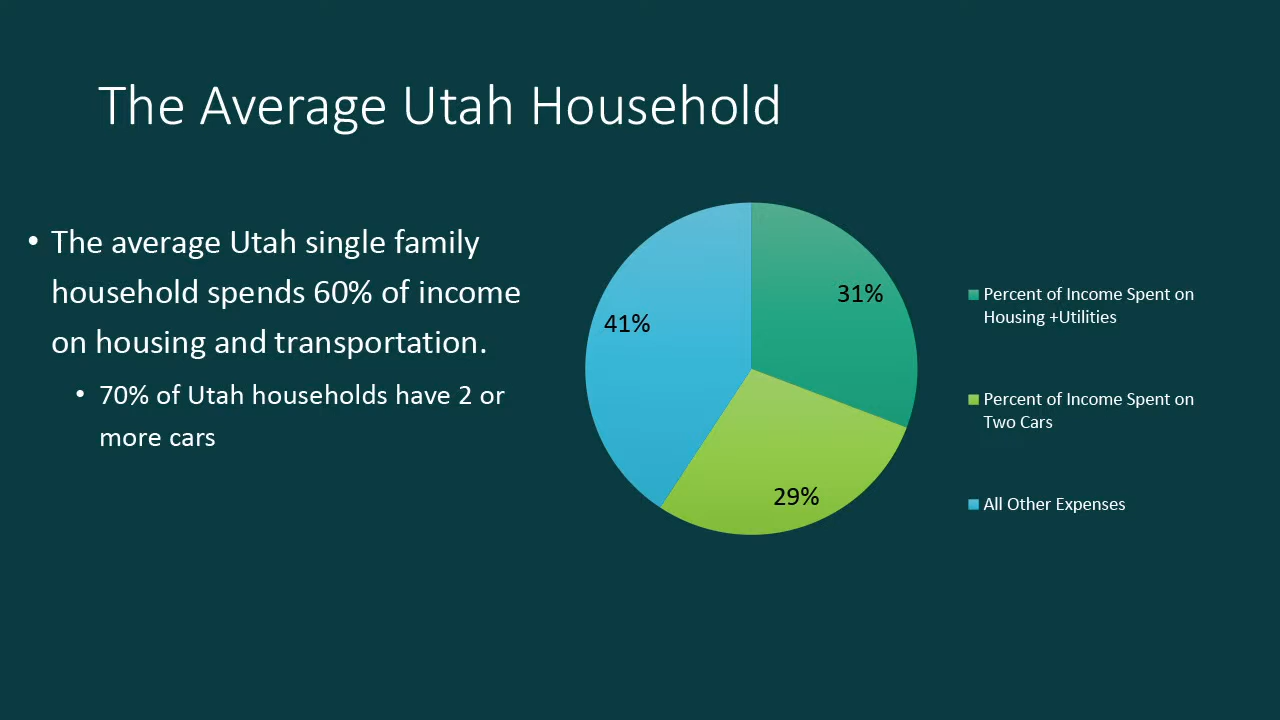 The Average Utah Household
• The average Utah single family
household spends 60% of income
on housing and transportation.
• 70% of Utah households have 2 or
more cars
31%
41%
29%
Percent of Income Spent on
Housing +Utilities
Percent of Income Spent on
Two Cars
All Other Expenses